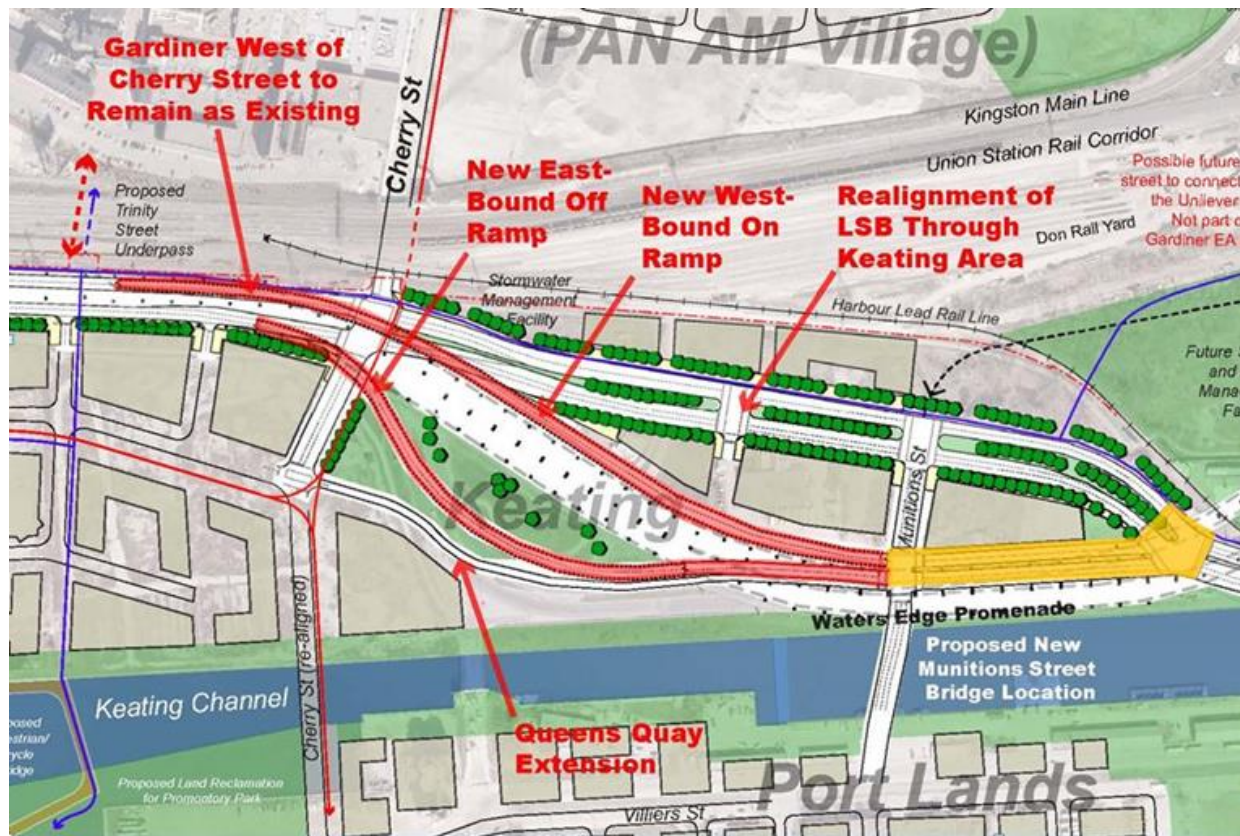 (PAN AM Village)
Gardiner West of
Cherry Street to
Remain as Existing
Cherry St
Kingston Main Line
Union Station Rail Corridor
Possible future
street to connect
the Unilever
Not part o
Gardiner EA
New East-
Bound Off
Ramp
New West-
Bound On
Ramp
Realignment of
LSB Through
Keating Area
Don Rail Yard
Proposed
Trinity
Street
Underpass
Stormwater
Management
Facility
Harbour Lead Rail Line
Future S
and
Mana
Fa
Munitions St
Keating
Waters Edge Promenade
Proposed New
Munitions Street
Bridge Location
Keating Channel
Cherry St (re-aligned)
posed
estrian/
ycle
idge
Queens Quay
Extension
Proposed Land Reclamation
for Promontory Park
Port Lands
Villiers St